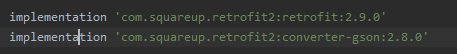 implementation 'com.squareup.retrofit2:retrofit:2.9.0'
implementation 'com.squareup.retrofit2:converter-gson:2.8.0'